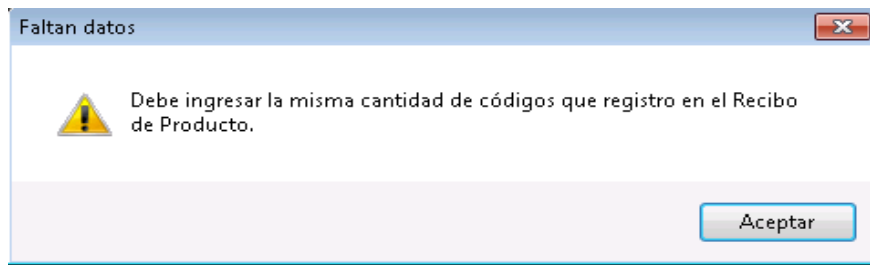 Faltan datos
Debe ingresar la misma cantidad de códigos que registro en el Recibo
de Producto.
Aceptar